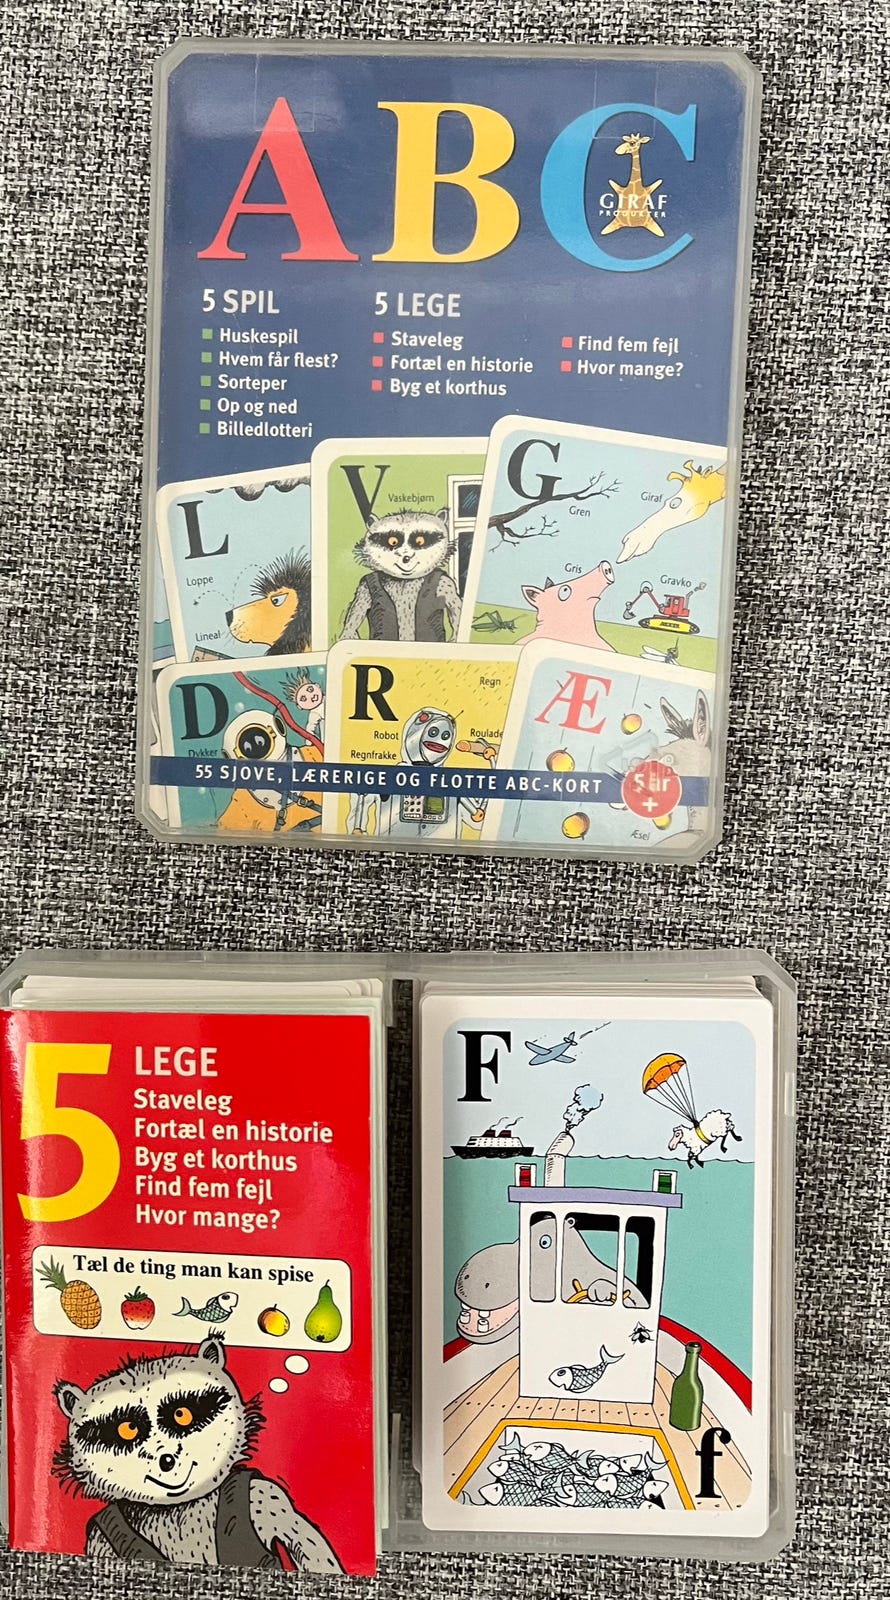 ABC
GIRAF
PRODUKTER
5 SPIL
Huskespil
Hvem får flest?
Sorteper
Op og ned
Billedlotteri
5 LEGE
Staveleg
Fortæl en historie
Byg et korthus
Find fem fejl
Hvor mange?
L
Loppe
Lineal
V
Vaskebjørn
G
Gren
Giraf
Gris
Gravko
D
Dykker
R
Regn
Robot
Roulade
Regnfrakke
Æ
Æsel
55 SJOVE, LÆRERIGE OG FLOTTE ABC-KORT
5 år
+
5
LEGE
Staveleg
Fortæl en historie
Byg et korthus
Find fem fejl
Hvor mange?
Tæl de ting man kan spise
F
f